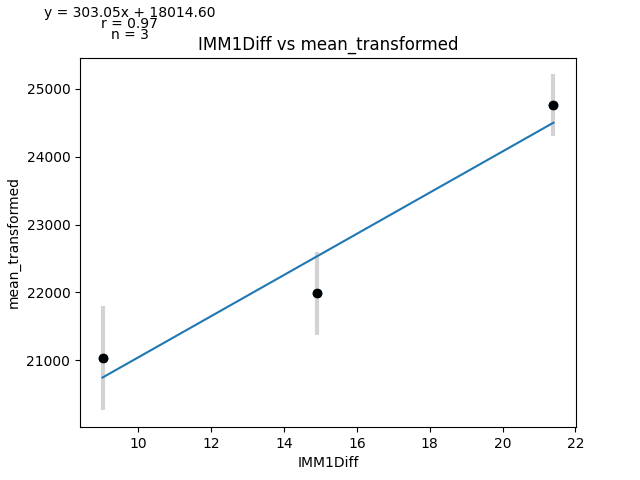 y = 303.05x + 18014.60
r = 0.97
n = 3
IMM1Diff vs mean_transformed
25000
24000
23000
22000
21000
mean_transformed
10
12
14
16
18
20
22
IMM1Diff